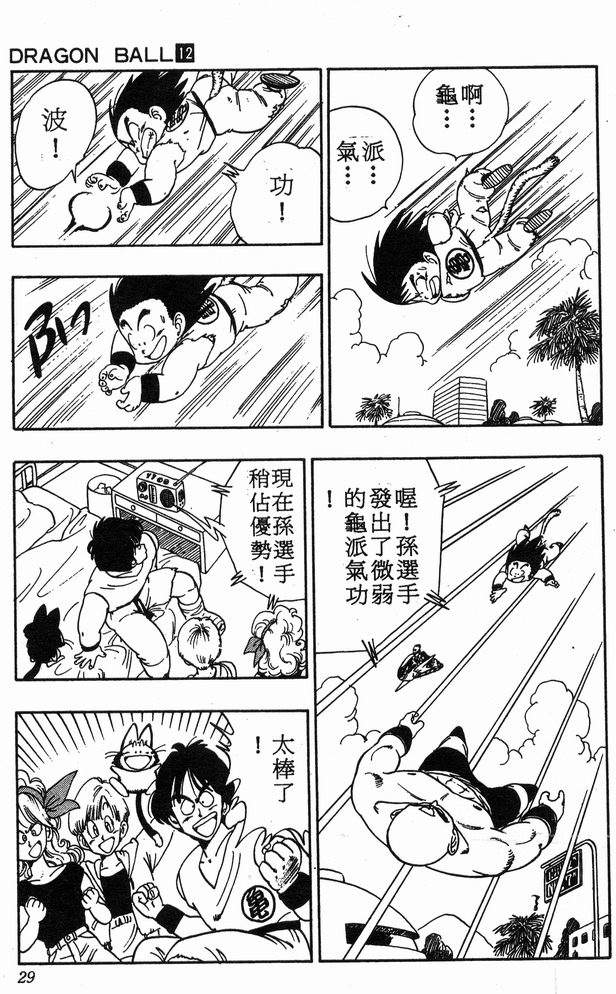 DRAGON BALL 12
啊……
龜……
派……
氣……
功！
波！
喔！孫選手
發出了微弱
的龜派氣功
！
現在孫選手
稍佔優勢！
太棒了
！
龜
29